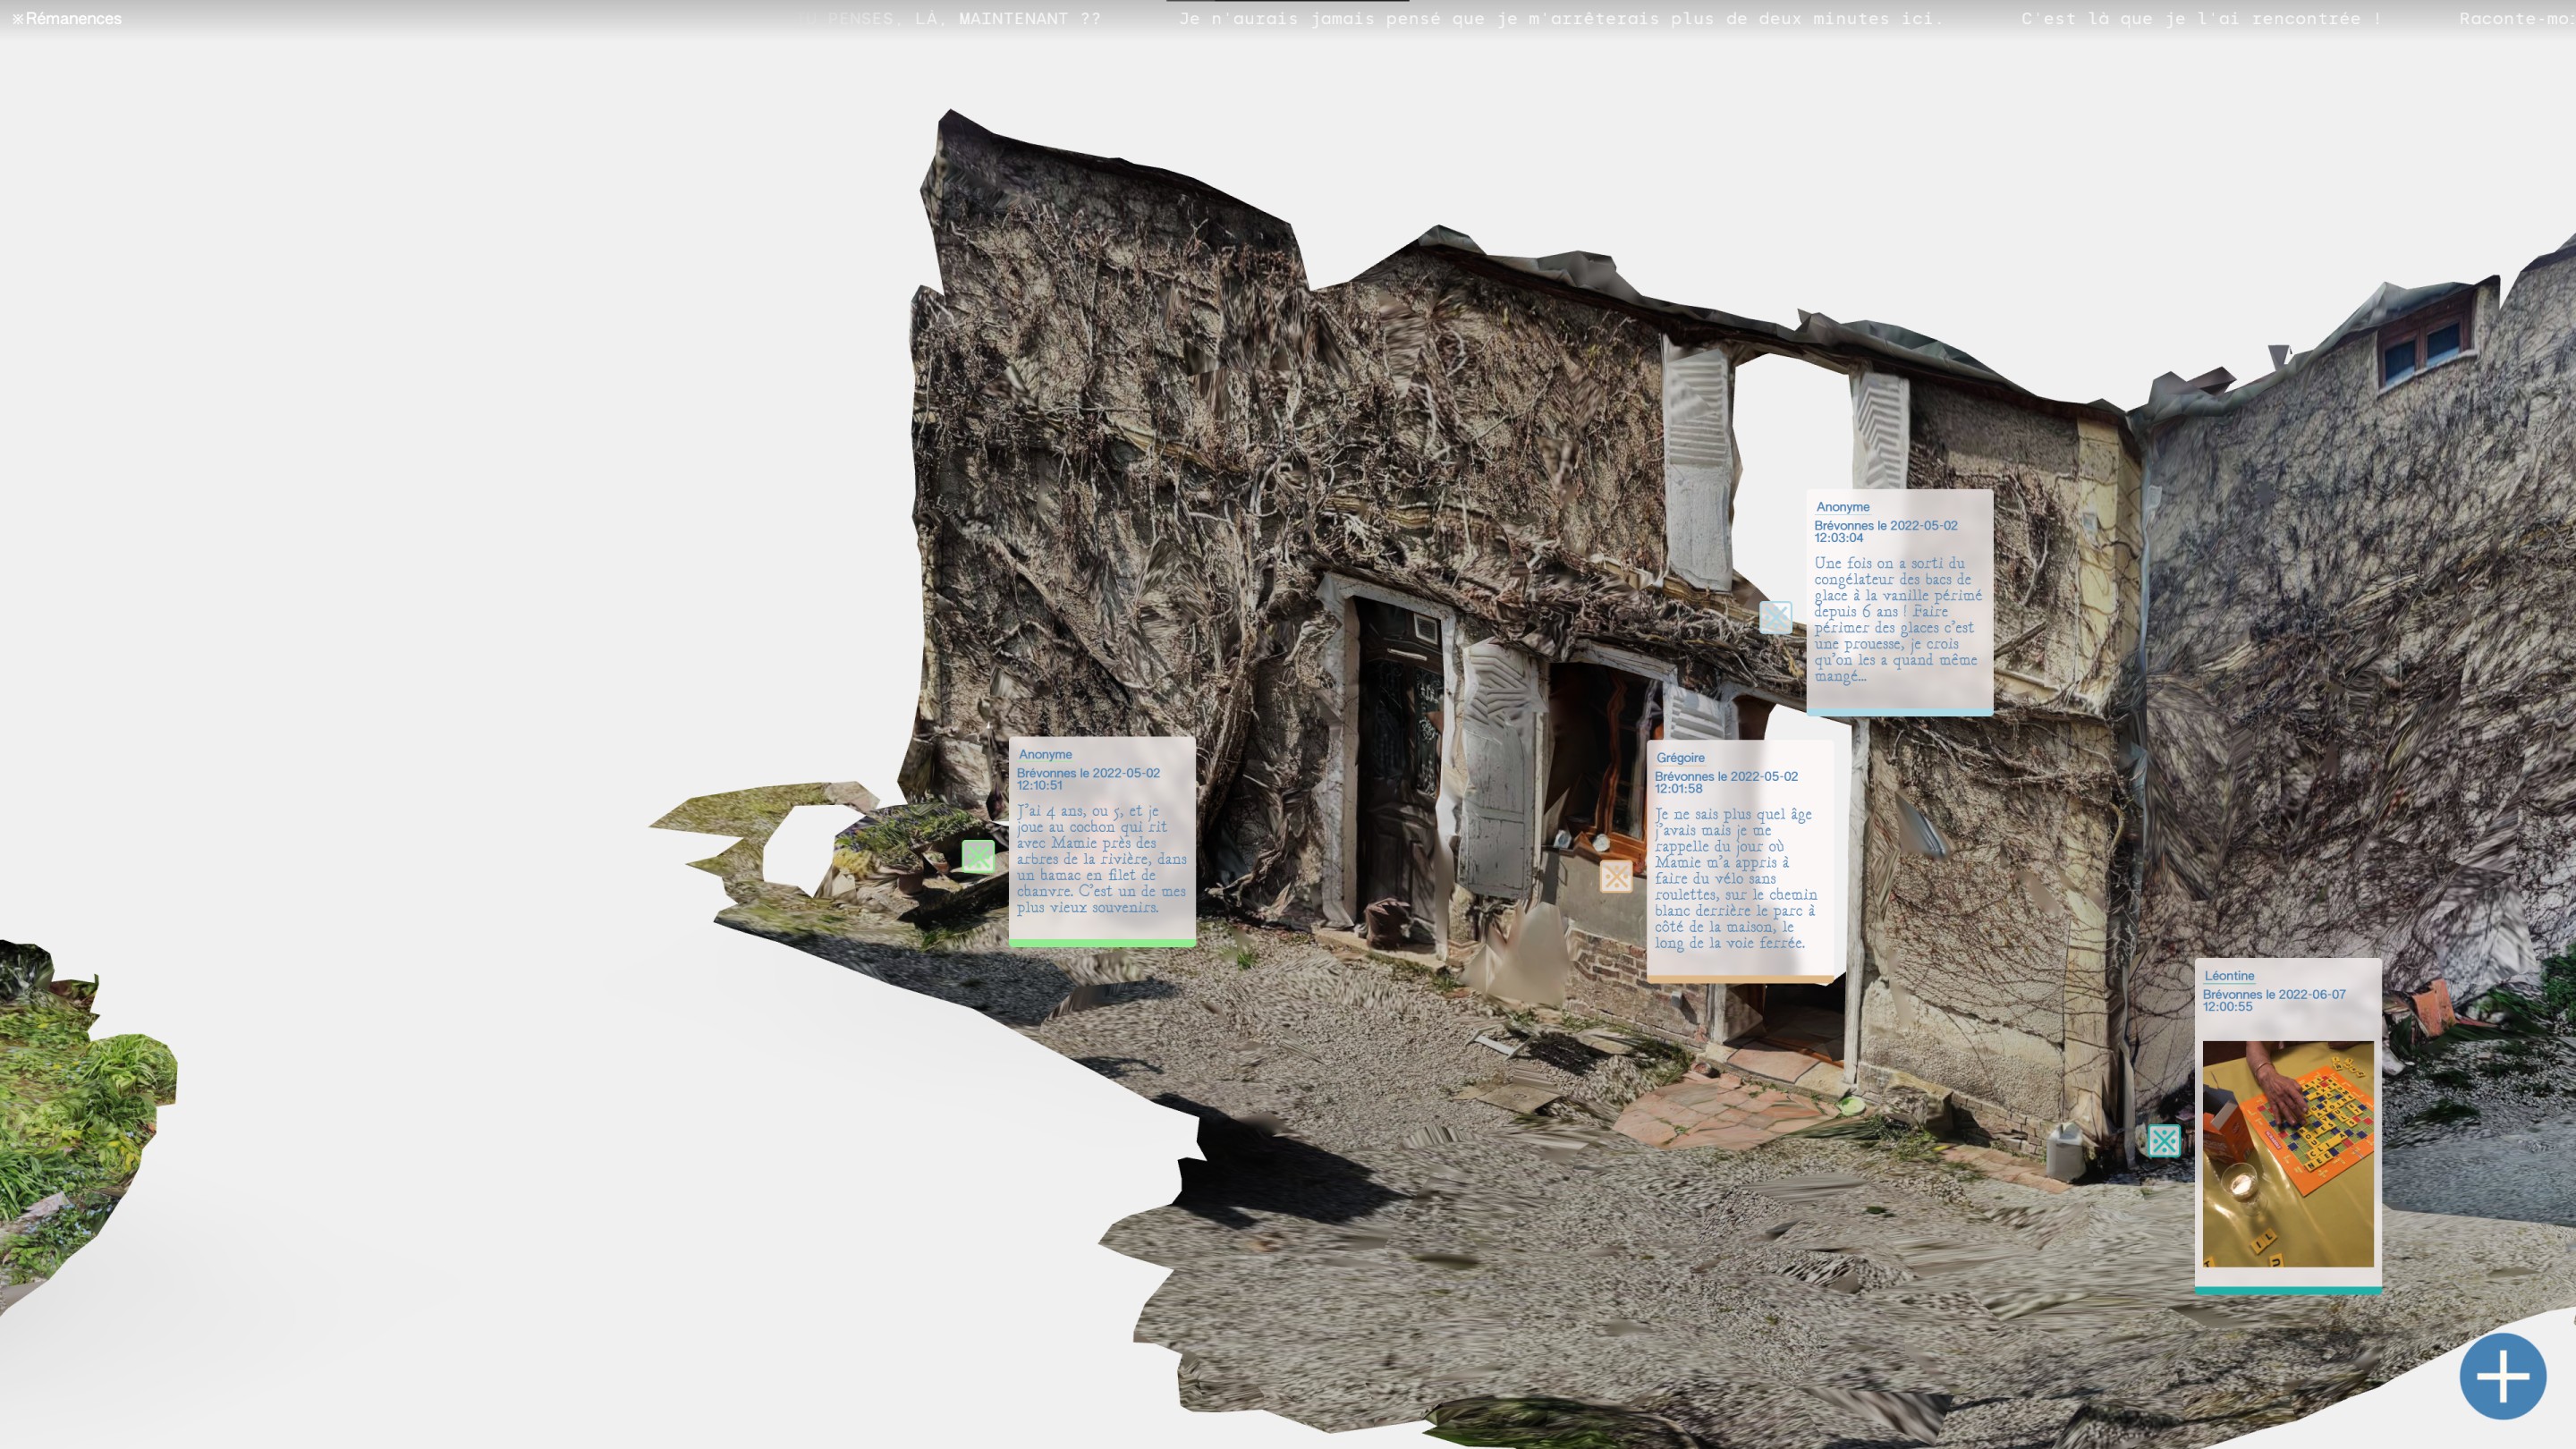 ※Rémanences
PENSES, LÀ, MAINTENANT ??
Je n'aurais jamais pensé que je m'arrêterais plus de deux minutes ici.
C'est là que je l'ai rencontrée !
Raconte-moi
Anonyme
Brévonnes le 2022-05-02
12:03:04
Une fois on a sorti du
congélateur des bacs de
glace à la vanille périmé
depuis 6 ans ! Faire
périmer des glaces c'est
une prouesse, je crois
qu'on les a quand même
mangé...
Anonyme
Brévonnes le 2022-05-02
12:10:51
J'ai 4 ans, ou 5, et je
joue au cochon qui rit
avec Mamie près des
arbres de la rivière, dans
un hamac en filet de
chanvre. C'est un de mes
plus vieux souvenirs.
Grégoire
Brévonnes le 2022-05-02
12:01:58
Je ne sais plus quel âge
j'avais mais je me
rappelle du jour où
Mamie m'a appris à
faire du vélo sans
roulettes, sur le chemin
blanc derrière le parc à
côté de la maison, le
long de la voie ferrée.
Léontine
Brévonnes le 2022-06-07
12:00:55